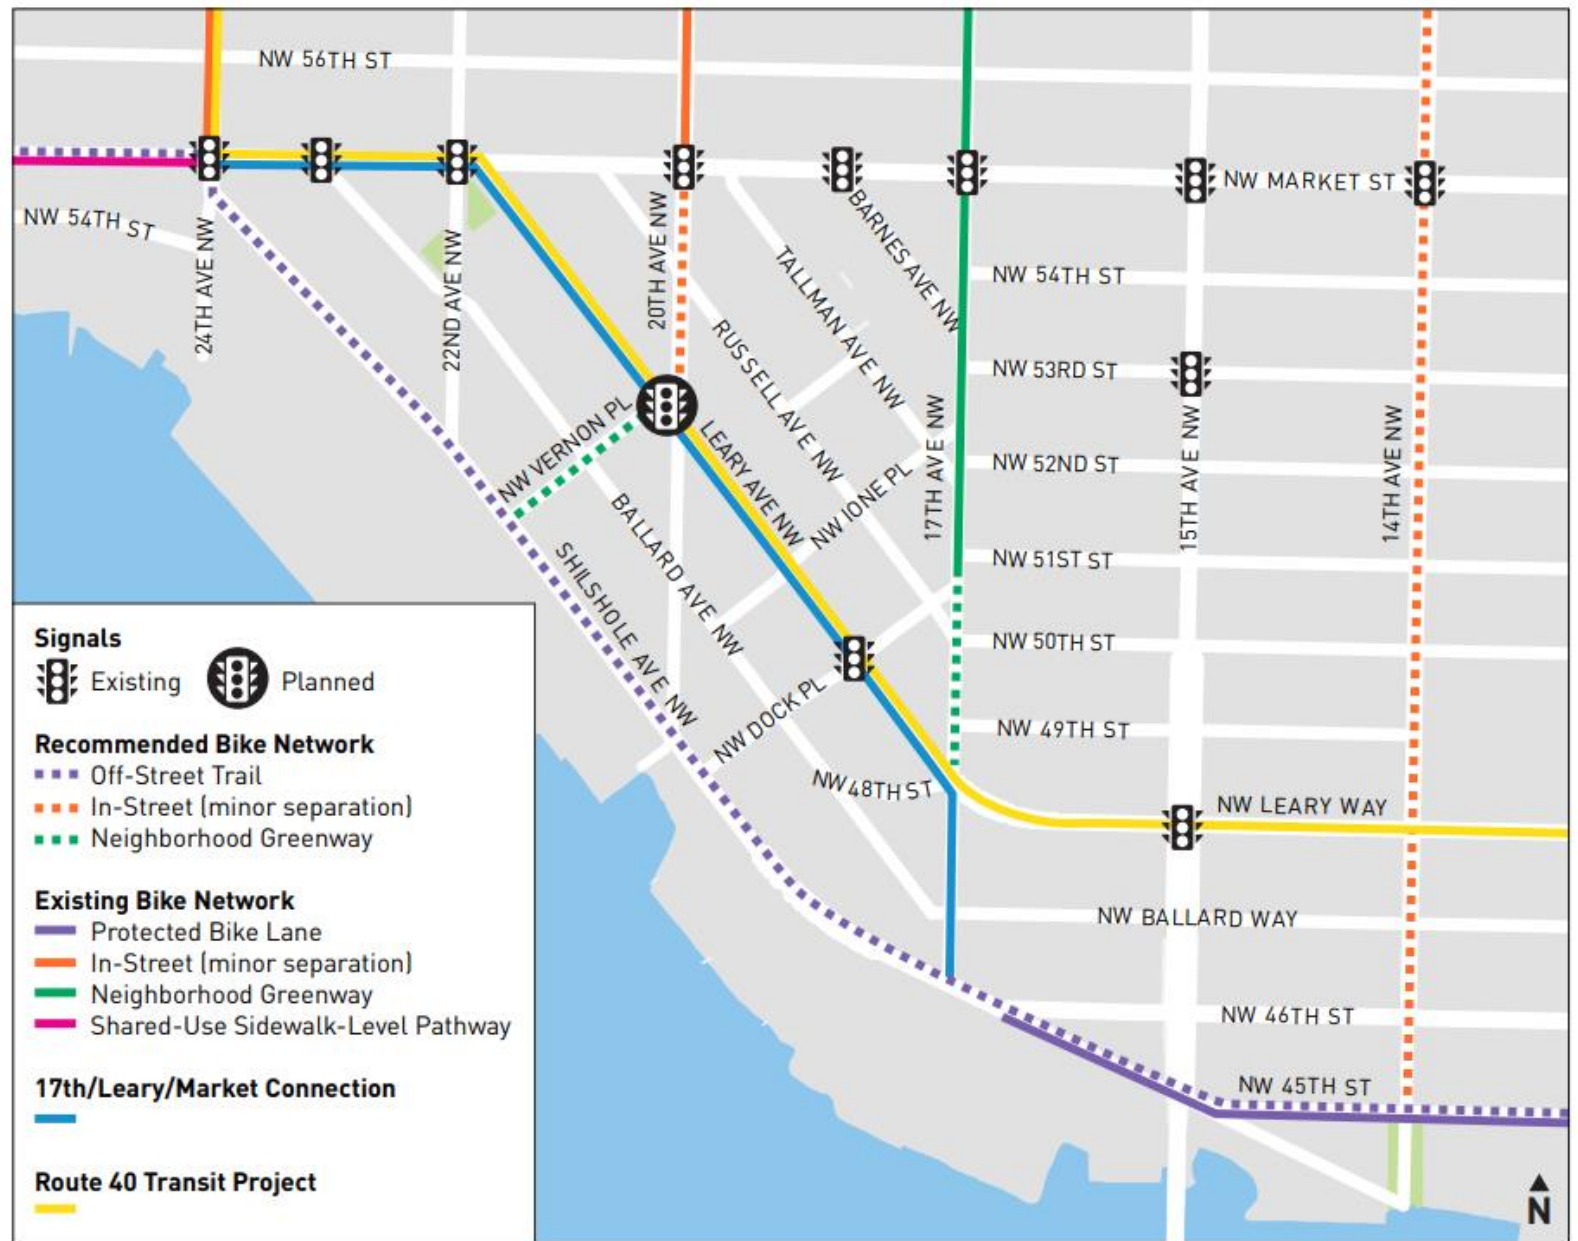 NW 56TH ST
NW MARKET ST
NW 54TH ST
24TH AVE NW
22ND AVE NW
20TH AVE NW
BARNES AVE NW
TALLMAN AVE NW
RUSSELL AVE NW
NW 54TH ST
NW 53RD ST
NW VERNON PL
LEARY AVE NW
NW IONE PL
17TH AVE NW
NW 52ND ST
15TH AVE NW
14TH AVE NW
BALLARD AVE NW
SHILSHOLE AVE NW
NW 51ST ST
NW 50TH ST
NW DOCK PL
NW 49TH ST
NW 48TH ST
NW LEARY WAY
NW BALLARD WAY
NW 46TH ST
NW 45TH ST
Signals
Existing
Planned
Recommended Bike Network
Off-Street Trail
In-Street (minor separation)
Neighborhood Greenway
Existing Bike Network
Protected Bike Lane
In-Street (minor separation)
Neighborhood Greenway
Shared-Use Sidewalk-Level Pathway
17th/Leary/Market Connection
Route 40 Transit Project
N